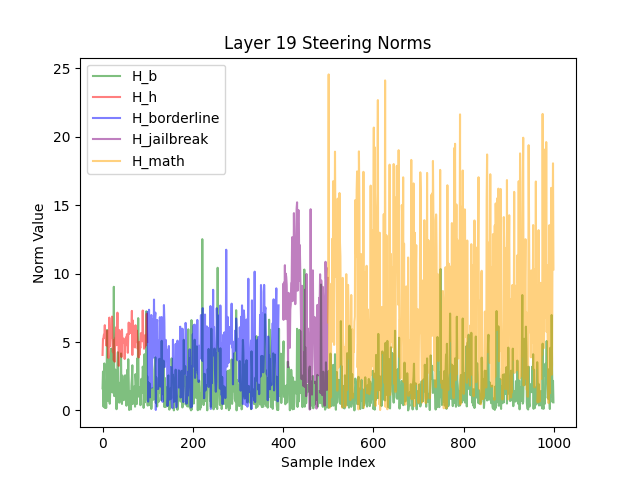 Layer 19 Steering Norms
H_b
H_h
H_borderline
H_jailbreak
H_math
Norm Value
25
20
15
10
5
0
0 200 400 600 800 1000
Sample Index